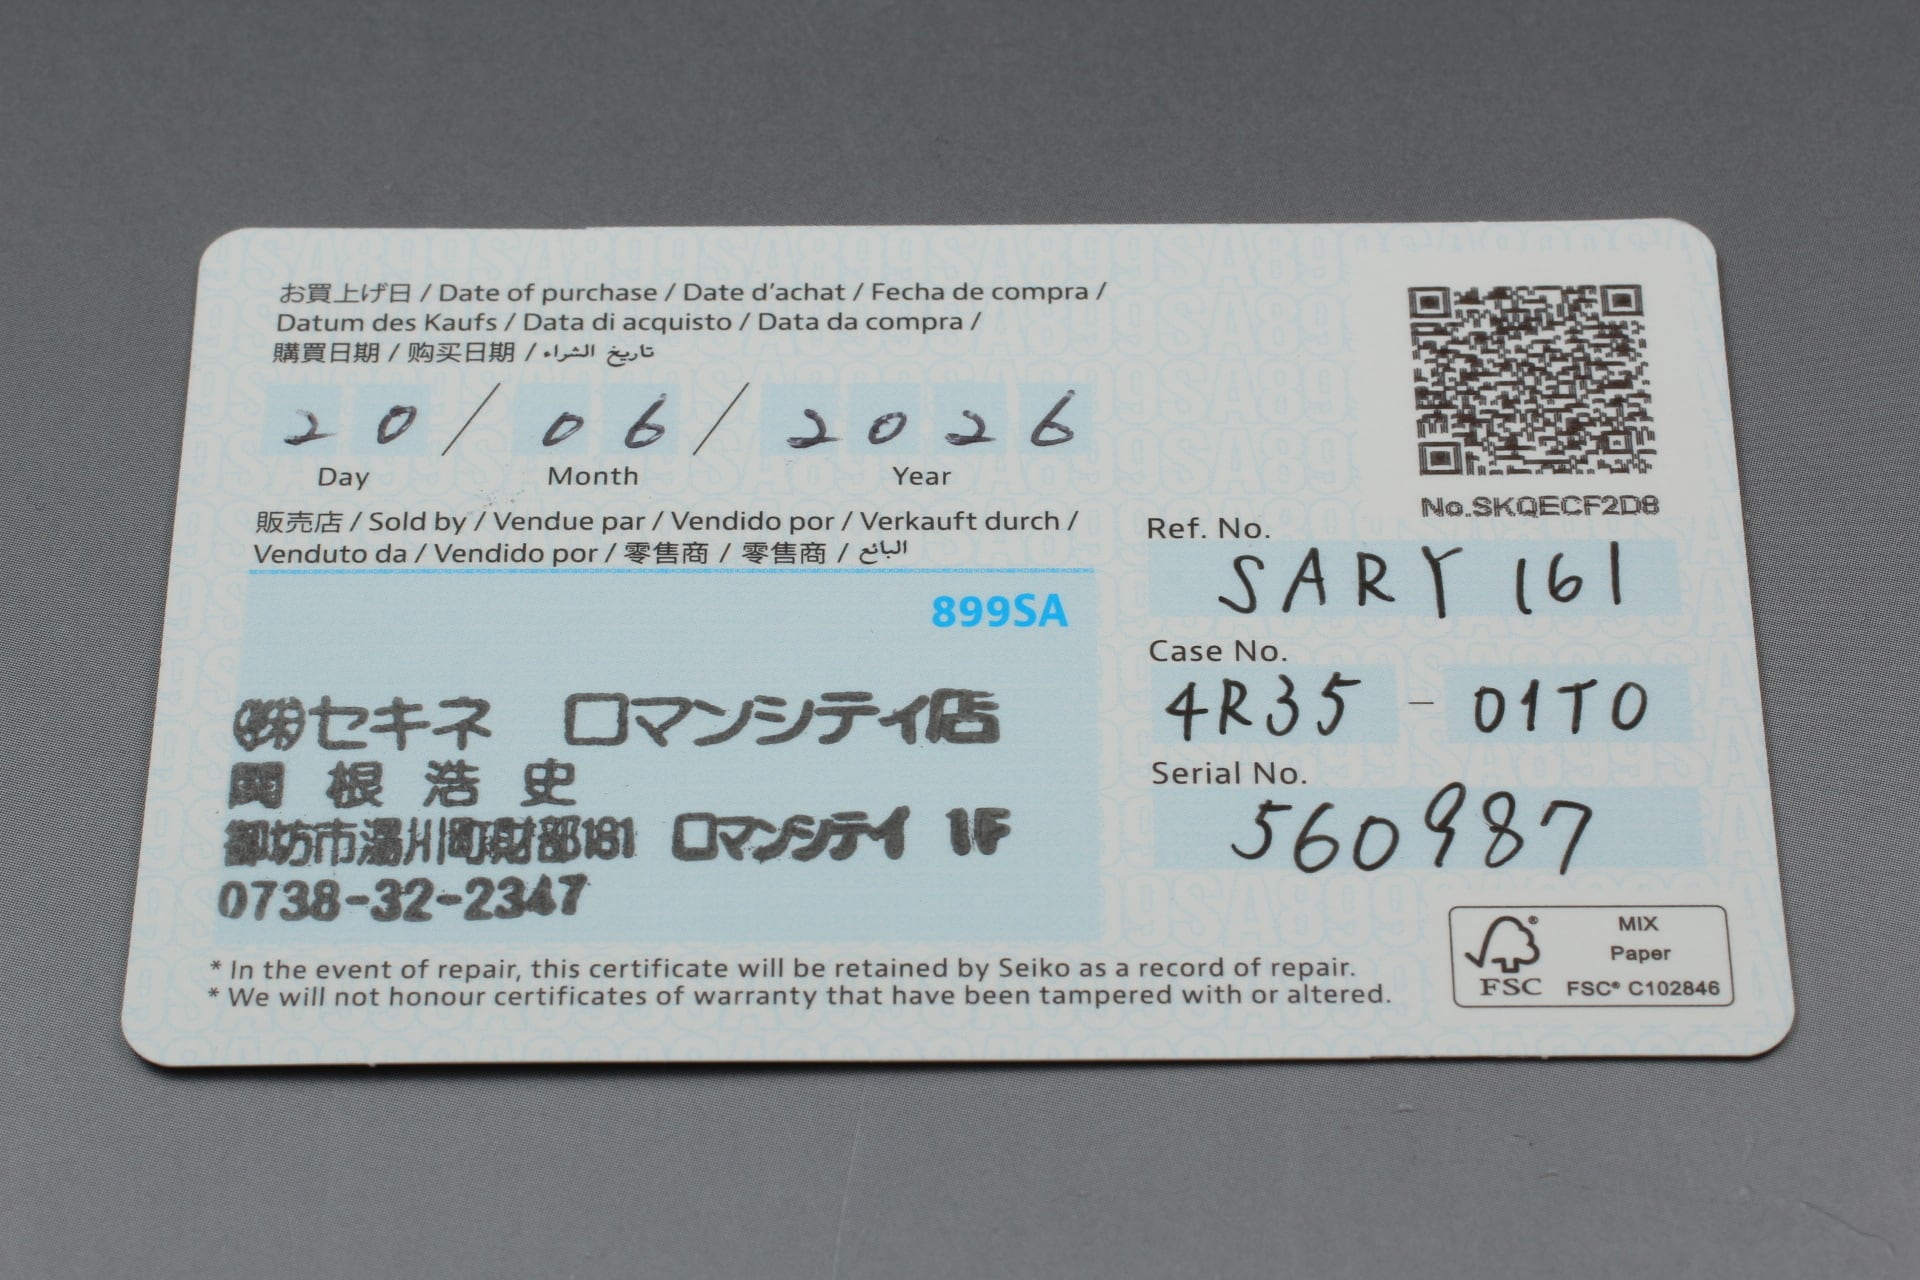 お買上げ日 / Date of purchase / Date d'achat / Fecha de compra /
Datum des Kaufs / Data di acquisto / Data da compra /
購買日期 / 购买日期 / تاريخ الشراء
20 / 06 / 2026
Day Month Year
販売店 / Sold by / Vendue par / Vendido por / Verkauft durch /
Venduto da / Vendido por / 零售商 / 零售商 / البائع
899SA
㈱セキネ ロマンシティ店
関根浩史
御坊市湯川町財部181 ロマンシティ 1F
0738-32-2347
No.SKQECF2D8
Ref. No.
SARY161
Case No.
4R35 - 01T0
Serial No.
560987
* In the event of repair, this certificate will be retained by Seiko as a record of repair.
* We will not honour certificates of warranty that have been tampered with or altered.
FSC®
MIX
Paper
FSC® C102846